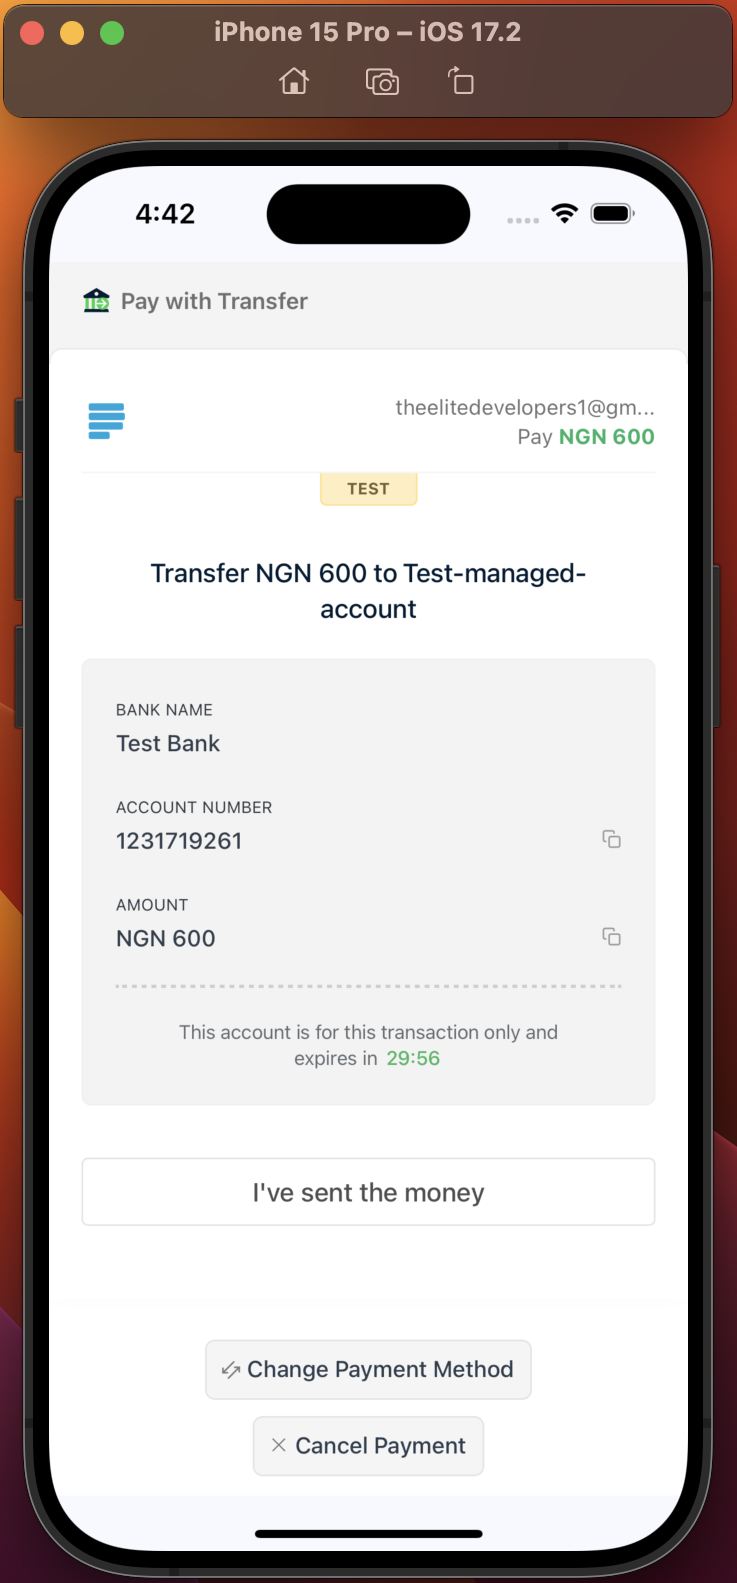 iPhone 15 Pro – iOS 17.2
4:42
Pay with Transfer
theelitedevelopers1@gm...
Pay NGN 600
TEST
Transfer NGN 600 to Test-managed-
account
BANK NAME
Test Bank
ACCOUNT NUMBER
1231719261
AMOUNT
NGN 600
This account is for this transaction only and
expires in 29:56
I've sent the money
Change Payment Method
Cancel Payment